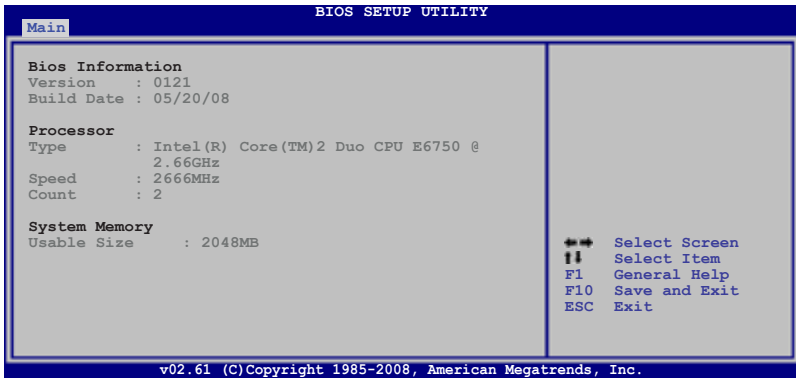 BIOS SETUP UTILITY
Main
Bios Information
Version : 0121
Build Date : 05/20/08
Processor
Type : Intel(R) Core(TM)2 Duo CPU E6750 @
2.66GHz
Speed : 2666MHz
Count : 2
System Memory
Usable Size : 2048MB
←→ Select Screen
↑↓ Select Item
F1 General Help
F10 Save and Exit
ESC Exit
v02.61 (C)Copyright 1985-2008, American Megatrends, Inc.